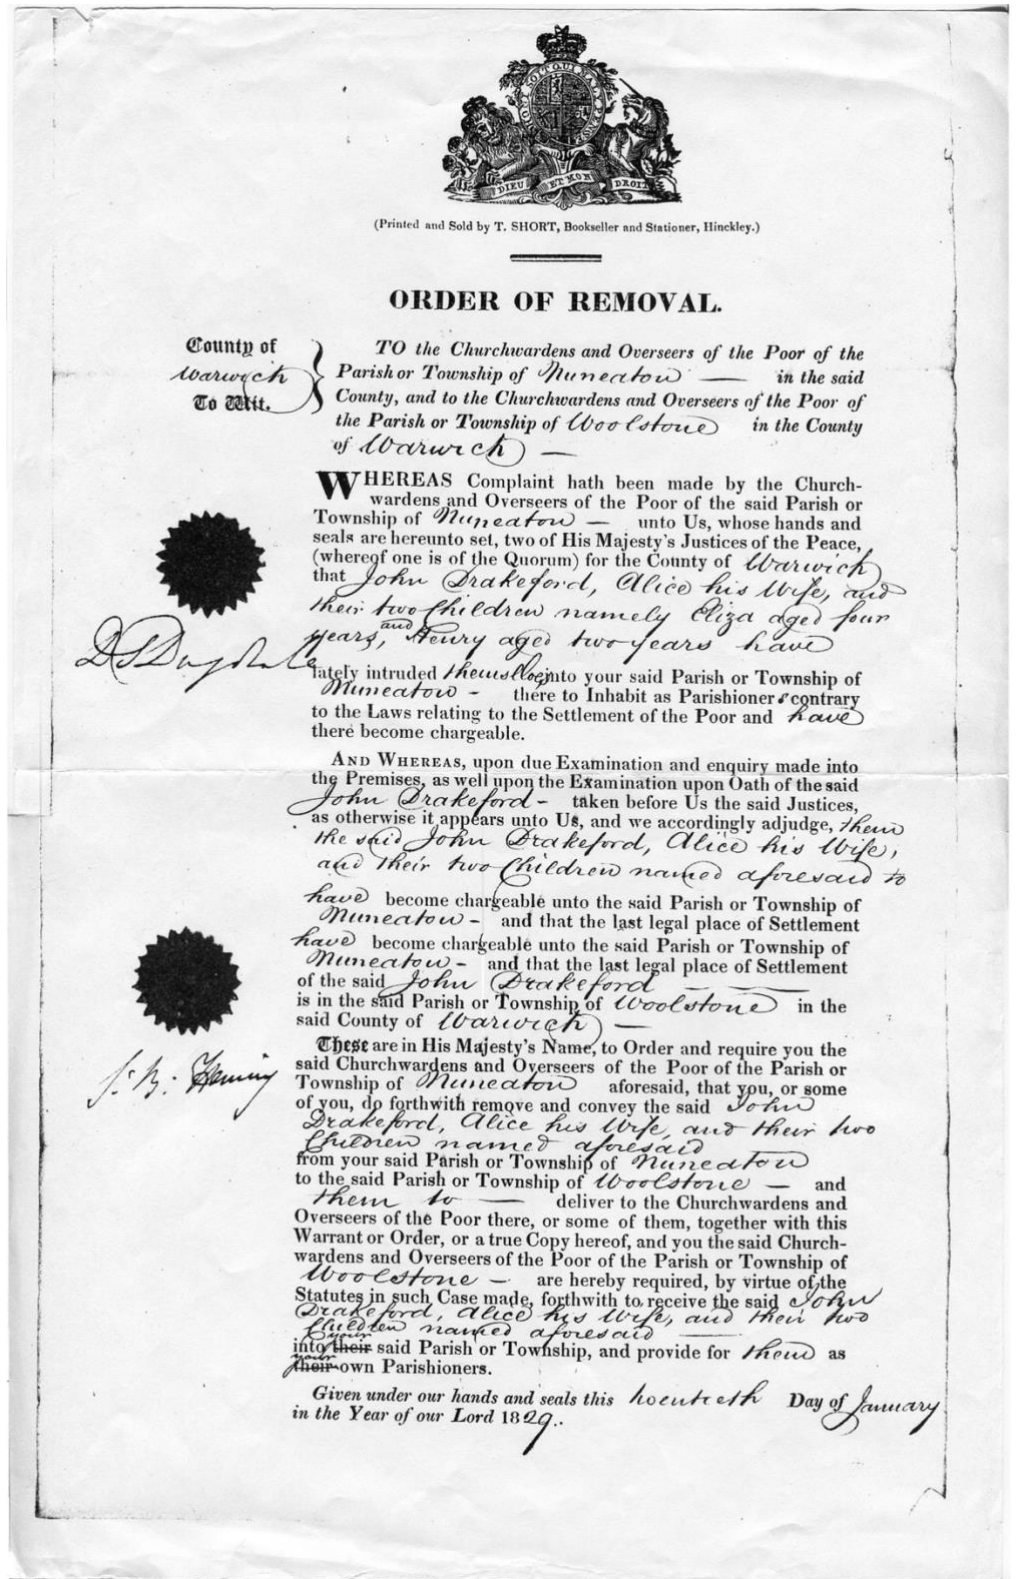 HONI SOIT QUI MAL Y PENSE
DIEU ET MON DROIT
(Printed and Sold by T. SHORT, Bookseller and Stationer, Hinckley.)
ORDER OF REMOVAL.
County of
Warwick
To Wit.
TO the Churchwardens and Overseers of the Poor of the
Parish or Township of Nuneaton — in the said
County, and to the Churchwardens and Overseers of the Poor of
the Parish or Township of Woolstone in the County
of Warwick —
WHEREAS Complaint hath been made by the Church-
wardens and Overseers of the Poor of the said Parish or
Township of Nuneaton — unto Us, whose hands and
seals are hereunto set, two of His Majesty's Justices of the Peace,
(whereof one is of the Quorum) for the County of Warwick
that John Drakeford, Alice his Wife, and
their two Children namely Eliza aged four
years, and Henry aged two years have
lately intruded themselves into your said Parish or Township of
Nuneaton - there to Inhabit as Parishioners contrary
to the Laws relating to the Settlement of the Poor and have
there become chargeable.
AND WHEREAS, upon due Examination and enquiry made into
the Premises, as well upon the Examination upon Oath of the said
John Drakeford - taken before Us the said Justices,
as otherwise it appears unto Us, and we accordingly adjudge, them
the said John Drakeford, Alice his Wife,
and their two Children named aforesaid to
have become chargeable unto the said Parish or Township of
Nuneaton - and that the last legal place of Settlement
have become chargeable unto the said Parish or Township of
Nuneaton - and that the last legal place of Settlement
of the said John Drakeford — —
is in the said Parish or Township of Woolstone in the
said County of Warwick —
These are in His Majesty's Name, to Order and require you the
said Churchwardens and Overseers of the Poor of the Parish or
Township of Nuneaton aforesaid, that you, or some
of you, do forthwith remove and convey the said John
Drakeford, Alice his Wife, and their two
Children named aforesaid
from your said Parish or Township of Nuneaton
to the said Parish or Township of Woolstone — and
them to — deliver to the Churchwardens and
Overseers of the Poor there, or some of them, together with this
Warrant or Order, or a true Copy hereof, and you the said Church-
wardens and Overseers of the Poor of the Parish or Township of
Woolstone - are hereby required, by virtue of the
Statutes in such Case made, forthwith to receive the said John
Drakeford, Alice his Wife, and their two
Children named aforesaid —
into their your said Parish or Township, and provide for them as
their your own Parishioners.
Given under our hands and seals this twentieth Day of January
in the Year of our Lord 1829.
D S Dugdale
Heming